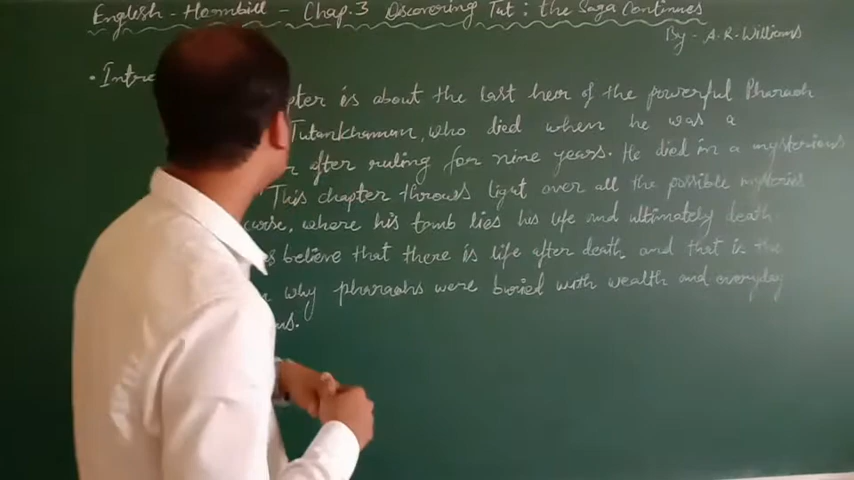 English - Hornbill - Chap. 3 Discovering Tut : the Saga Continues
By - A. R. Williams
• Intro
is about the last heir of the powerful Pharaoh
Tutankhamun, who died when he was a
after ruling for nine years. He died in a mysterious
This chapter throws light over all the possible
where his tomb lies his life and ultimately death
believe that there is life after death, and that is the
why pharaohs were buried with wealth and everyday